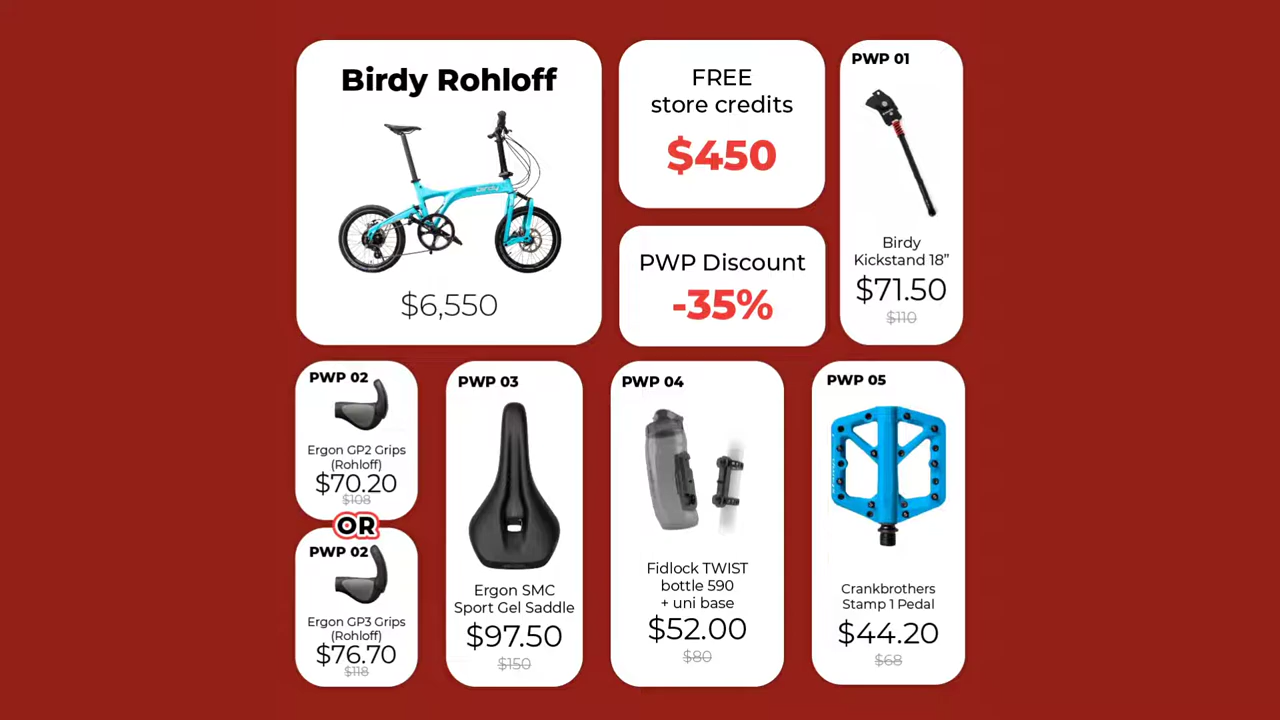 Birdy Rohloff
birdy
$6,550
FREE
store credits
$450
PWP Discount
-35%
PWP 01
Birdy
Kickstand 18”
$71.50
$110
PWP 02
Ergon GP2 Grips
(Rohloff)
$70.20
$108
OR
PWP 02
Ergon GP3 Grips
(Rohloff)
$76.70
$118
PWP 03
Ergon SMC
Sport Gel Saddle
$97.50
$150
PWP 04
Fidlock TWIST
bottle 590
+ uni base
$52.00
$80
PWP 05
Crankbrothers
Stamp 1 Pedal
$44.20
$68